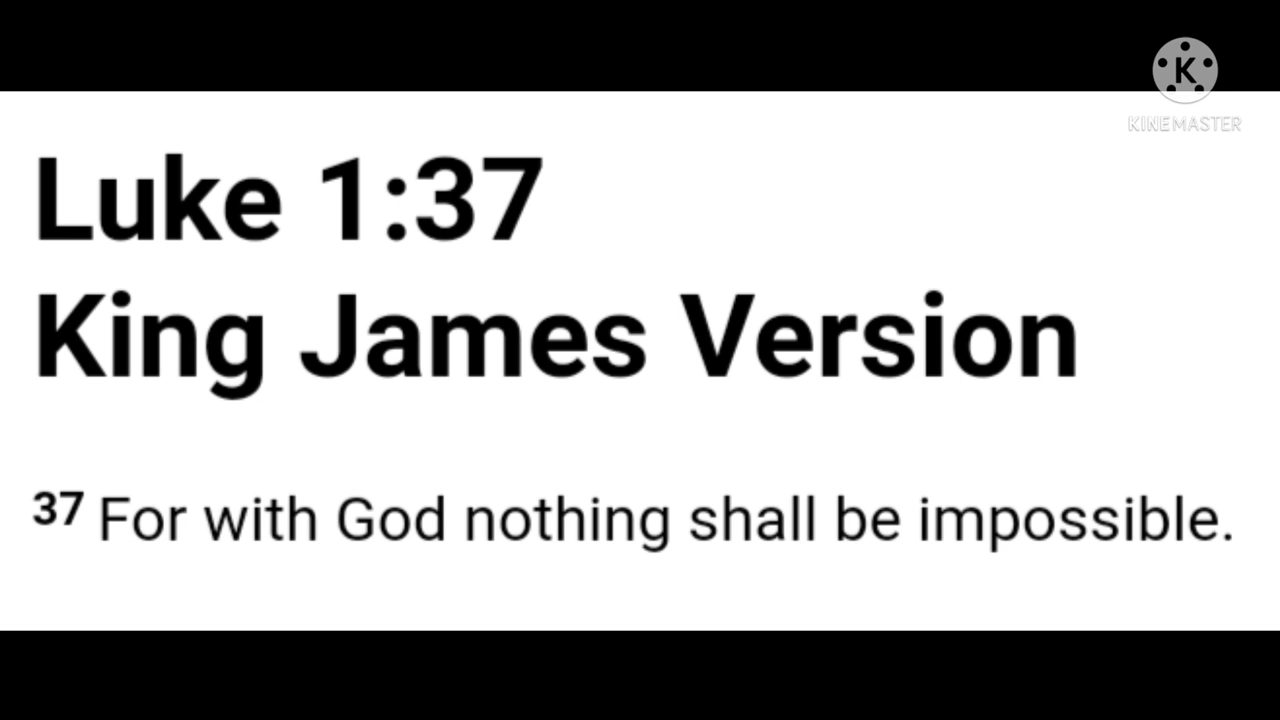 K
KINEMASTER
Luke 1:37
King James Version
37 For with God nothing shall be impossible.